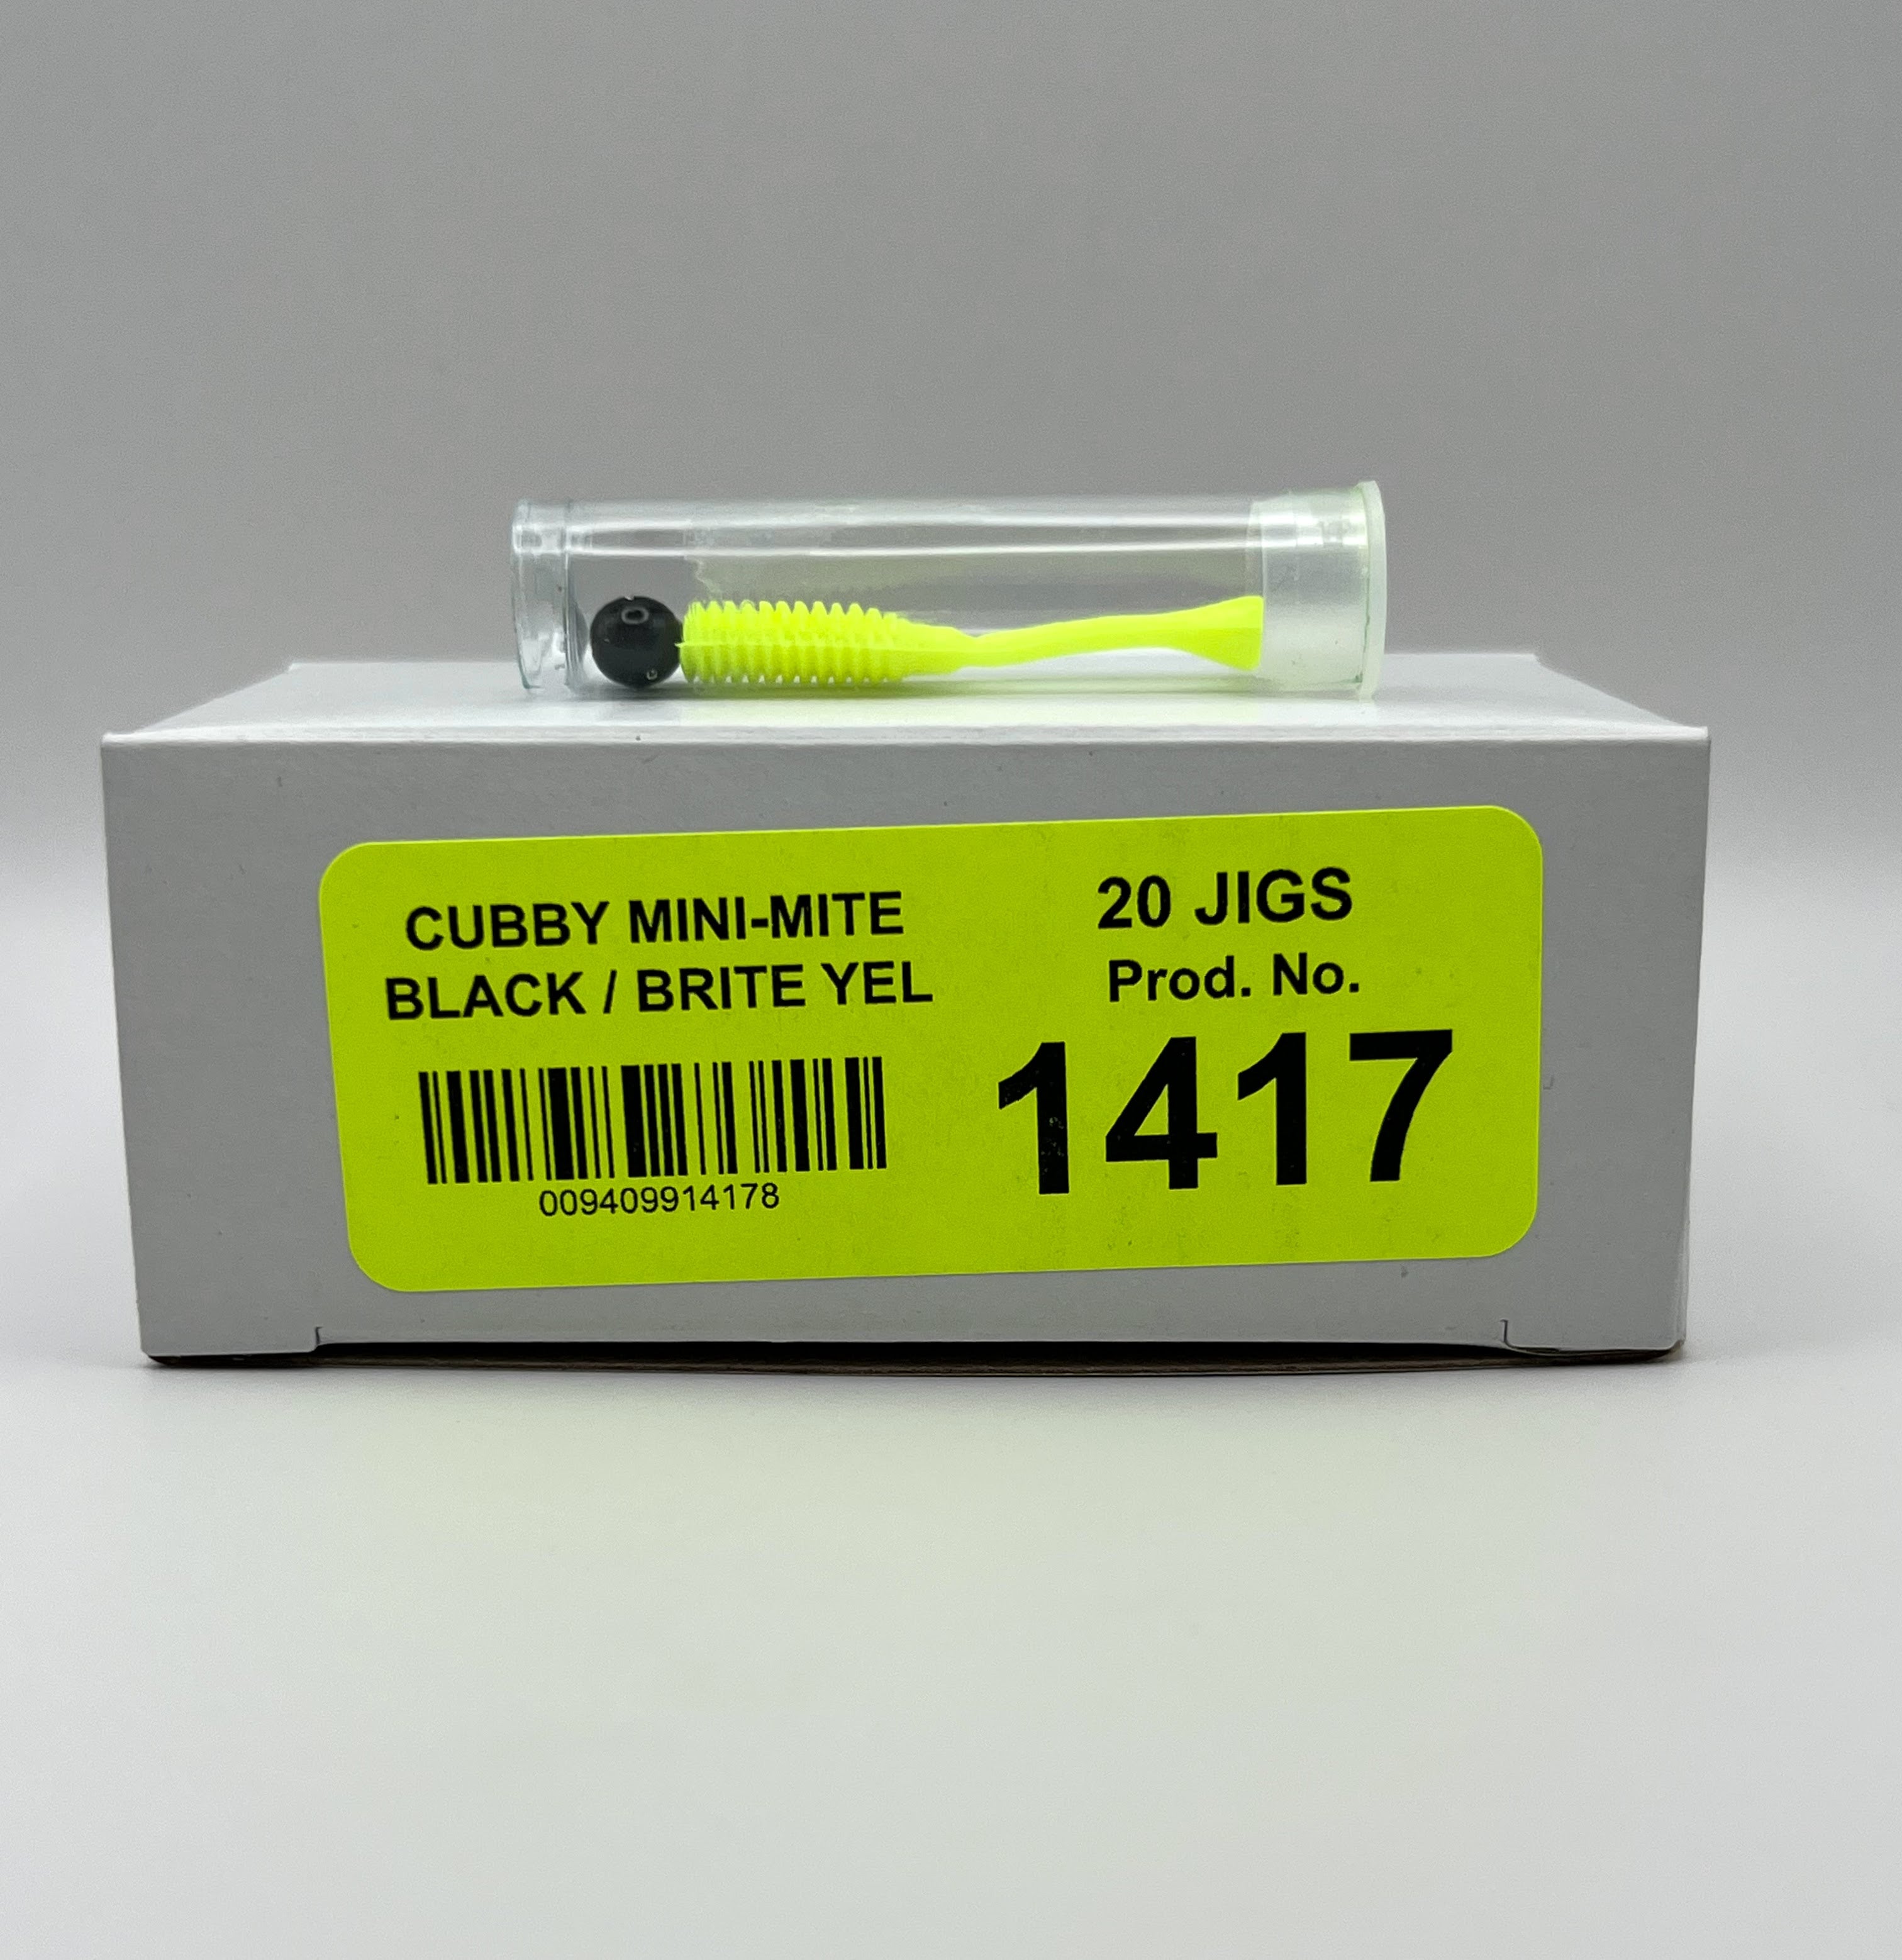 CUBBY MINI-MITE
BLACK / BRITE YEL
009409914178
20 JIGS
Prod. No.
1417